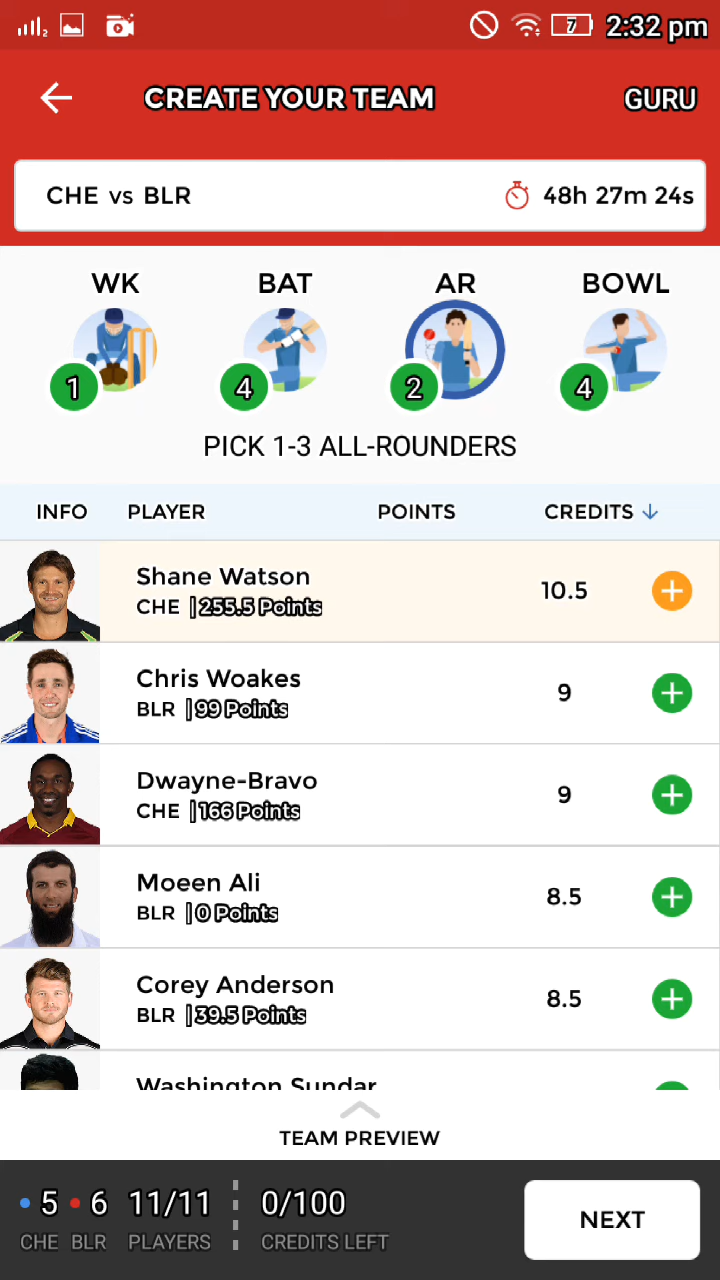 7 2:32 pm
CREATE YOUR TEAM GURU
CHE vs BLR 48h 27m 24s
WK BAT AR BOWL
1 4 2 4
PICK 1-3 ALL-ROUNDERS
INFO PLAYER POINTS CREDITS ↓
Shane Watson 10.5
CHE | 255.5 Points
Chris Woakes 9
BLR | 99 Points
Dwayne-Bravo 9
CHE | 166 Points
Moeen Ali 8.5
BLR | 0 Points
Corey Anderson 8.5
BLR | 39.5 Points
Washington Sundar
TEAM PREVIEW
5 6 11/11 0/100
CHE BLR PLAYERS CREDITS LEFT
NEXT